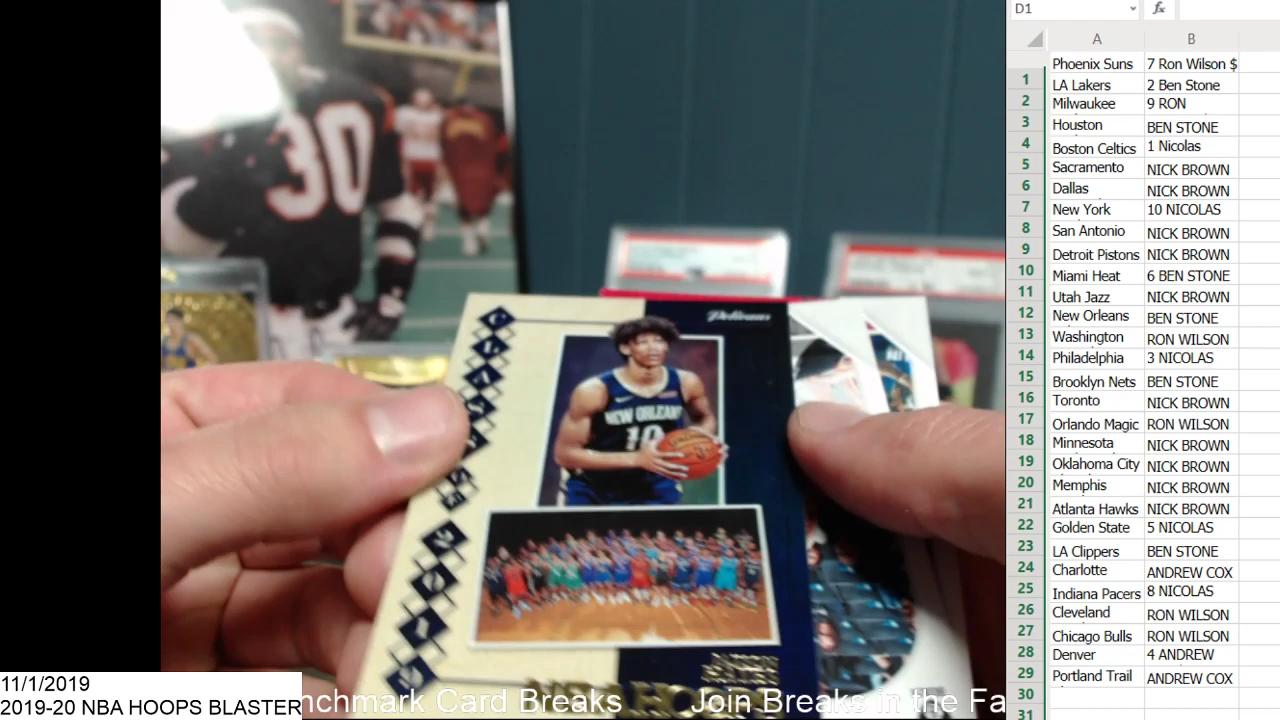 D1
fx
A B
Phoenix Suns 7 Ron Wilson $
1 LA Lakers 2 Ben Stone
2 Milwaukee 9 RON
3 Houston BEN STONE
4 Boston Celtics 1 Nicolas
5 Sacramento NICK BROWN
6 Dallas NICK BROWN
7 New York 10 NICOLAS
8 San Antonio NICK BROWN
9 Detroit Pistons NICK BROWN
10 Miami Heat 6 BEN STONE
11 Utah Jazz NICK BROWN
12 New Orleans BEN STONE
13 Washington RON WILSON
14 Philadelphia 3 NICOLAS
15 Brooklyn Nets BEN STONE
16 Toronto NICK BROWN
17 Orlando Magic RON WILSON
18 Minnesota NICK BROWN
19 Oklahoma City NICK BROWN
20 Memphis NICK BROWN
21 Atlanta Hawks NICK BROWN
22 Golden State 5 NICOLAS
23 LA Clippers BEN STONE
24 Charlotte ANDREW COX
25 Indiana Pacers 8 NICOLAS
26 Cleveland RON WILSON
27 Chicago Bulls RON WILSON
28 Denver 4 ANDREW
29 Portland Trail ANDREW COX
30
31
30
Pelicans
CLASS OF 2019
NEW ORLEANS
10
NBA HOOPS
11/1/2019
2019-20 NBA HOOPS BLASTER
nchmark Card Breaks Join Breaks in the Fa